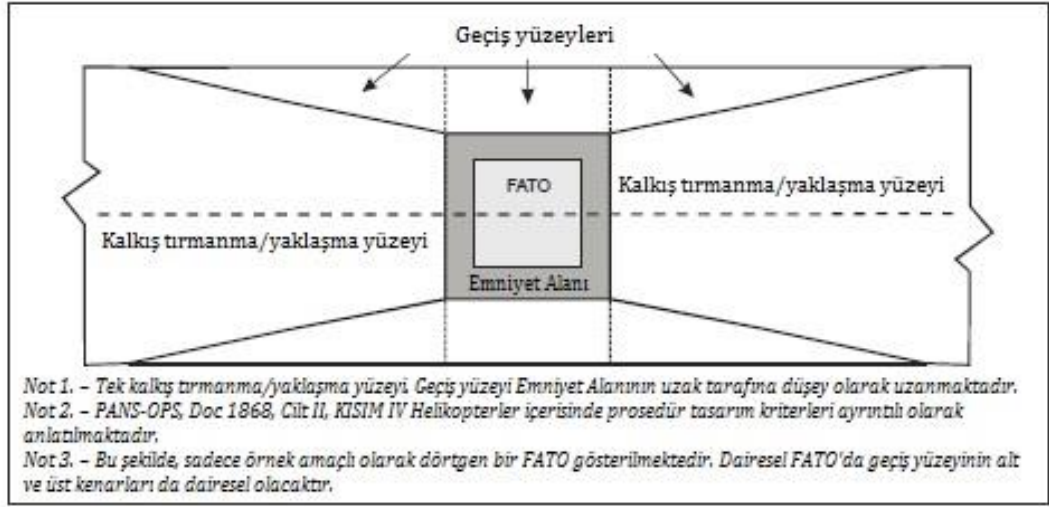 Geçiş yüzeyleri
FATO
Kalkış tırmanma/yaklaşma yüzeyi
Kalkış tırmanma/yaklaşma yüzeyi
Emniyet Alanı
Not 1. – Tek kalkış tırmanma/yaklaşma yüzeyi. Geçiş yüzeyi Emniyet Alanının uzak tarafına düşey olarak uzanmaktadır.
Not 2. – PANS-OPS, Doc 1868, Cilt II, KISIM IV Helikopterler içerisinde prosedür tasarım kriterleri ayrıntılı olarak
anlatılmaktadır.
Not 3. – Bu şekilde, sadece örnek amaçlı olarak dörtgen bir FATO gösterilmektedir. Dairesel FATO'da geçiş yüzeyinin alt
ve üst kenarları da dairesel olacaktır.